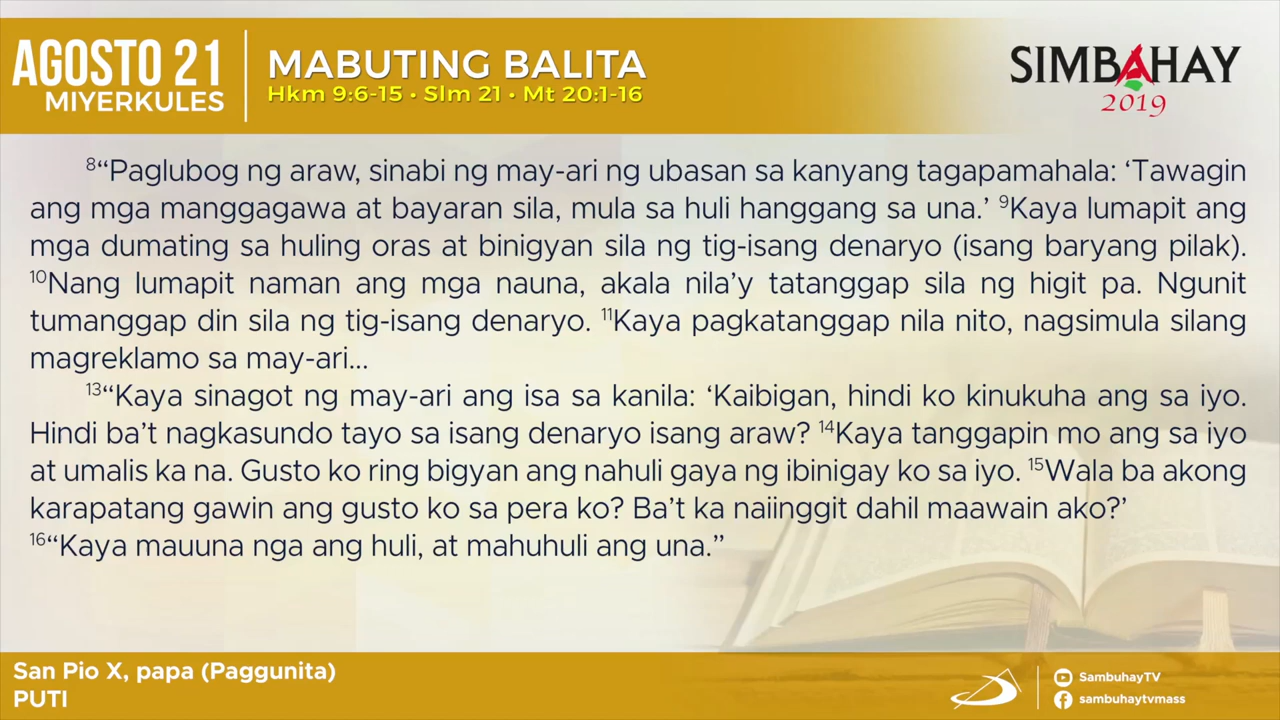 AGOSTO 21
MIYERKULES
MABUTING BALITA
Hkm 9:6-15 • Slm 21 • Mt 20:1-16
SIMBAHAY
2019
⁸“Paglubog ng araw, sinabi ng may-ari ng ubasan sa kanyang tagapamahala: ‘Tawagin
ang mga manggagawa at bayaran sila, mula sa huli hanggang sa una.’ ⁹Kaya lumapit ang
mga dumating sa huling oras at binigyan sila ng tig-isang denaryo (isang baryang pilak).
¹⁰Nang lumapit naman ang mga nauna, akala nila’y tatanggap sila ng higit pa. Ngunit
tumanggap din sila ng tig-isang denaryo. ¹¹Kaya pagkatanggap nila nito, nagsimula silang
magreklamo sa may-ari...
¹³“Kaya sinagot ng may-ari ang isa sa kanila: ‘Kaibigan, hindi ko kinukuha ang sa iyo.
Hindi ba’t nagkasundo tayo sa isang denaryo isang araw? ¹⁴Kaya tanggapin mo ang sa iyo
at umalis ka na. Gusto ko ring bigyan ang nahuli gaya ng ibinigay ko sa iyo. ¹⁵Wala ba akong
karapatang gawin ang gusto ko sa pera ko? Ba’t ka naiinggit dahil maawain ako?’
¹⁶“Kaya mauuna nga ang huli, at mahuhuli ang una.”
San Pio X, papa (Paggunita)
PUTI
SambuhayTV
sambuhaytvmass